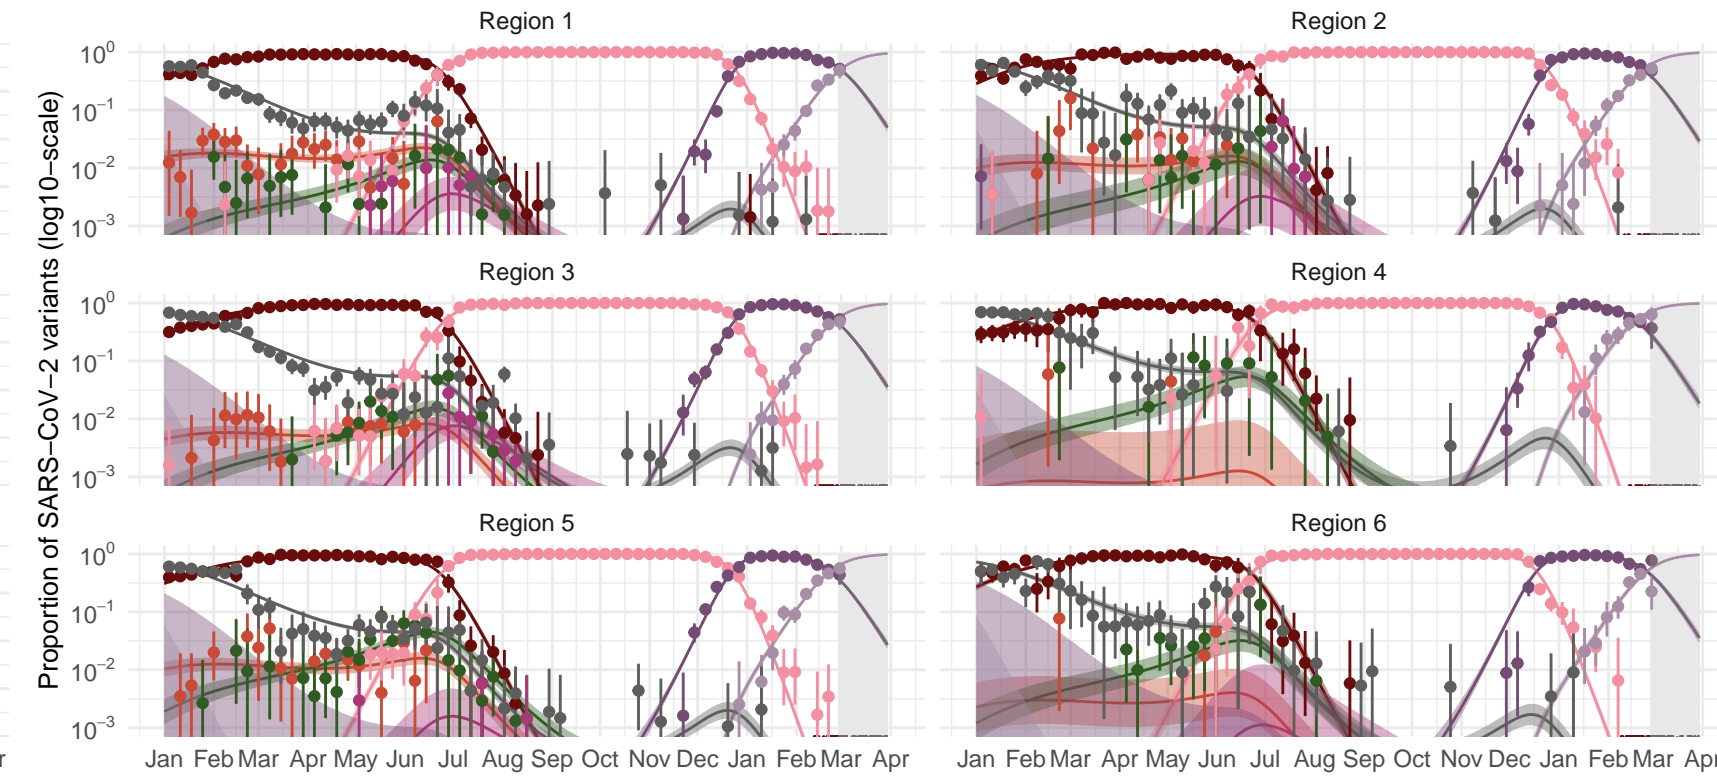 Region 1
Region 2
10⁰
10⁻¹
10⁻²
10⁻³
Region 3
Region 4
10⁰
10⁻¹
10⁻²
10⁻³
Region 5
Region 6
10⁰
10⁻¹
10⁻²
10⁻³
Proportion of SARS−CoV−2 variants (log10−scale)
r
Jan Feb Mar Apr May Jun Jul Aug Sep Oct Nov Dec Jan Feb Mar Apr
Jan Feb Mar Apr May Jun Jul Aug Sep Oct Nov Dec Jan Feb Mar Apr